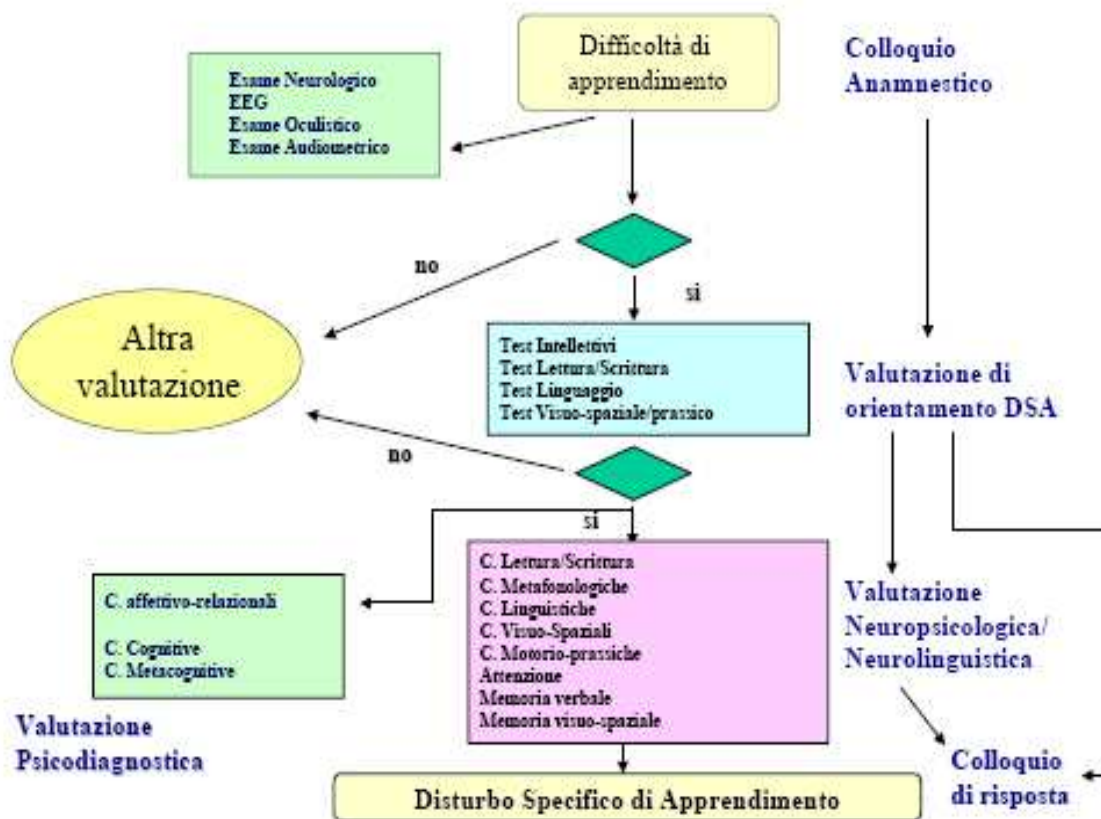 Difficoltà di
apprendimento
Colloquio
Anamnestico
Esame Neurologico
EEG
Esame Oculistico
Esame Audiometrico
no
si
Altra
valutazione
Test Intellettivi
Test Lettura/Scrittura
Test Linguaggio
Test Visuo-spaziale/prassico
Valutazione di
orientamento DSA
no
si
C. affettivo-relazionali
C. Cognitive
C. Metacognitive
C. Lettura/Scrittura
C. Metafonologiche
C. Linguistiche
C. Visuo-Spaziali
C. Motorio-prassiche
Attenzione
Memoria verbale
Memoria visuo-spaziale
Valutazione
Neuropsicologica/
Neurolinguistica
Valutazione
Psicodiagnostica
Colloquio
di risposta
Disturbo Specifico di Apprendimento